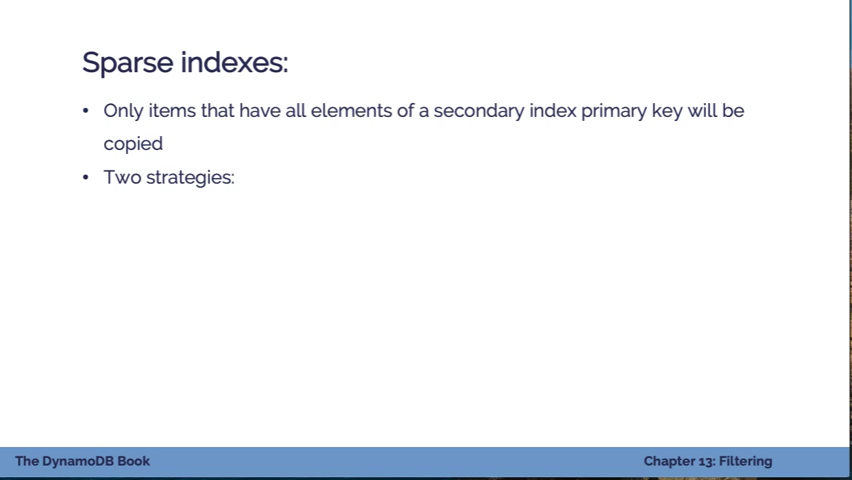 Sparse indexes:
• Only items that have all elements of a secondary index primary key will be
copied
• Two strategies:
The DynamoDB Book
Chapter 13: Filtering